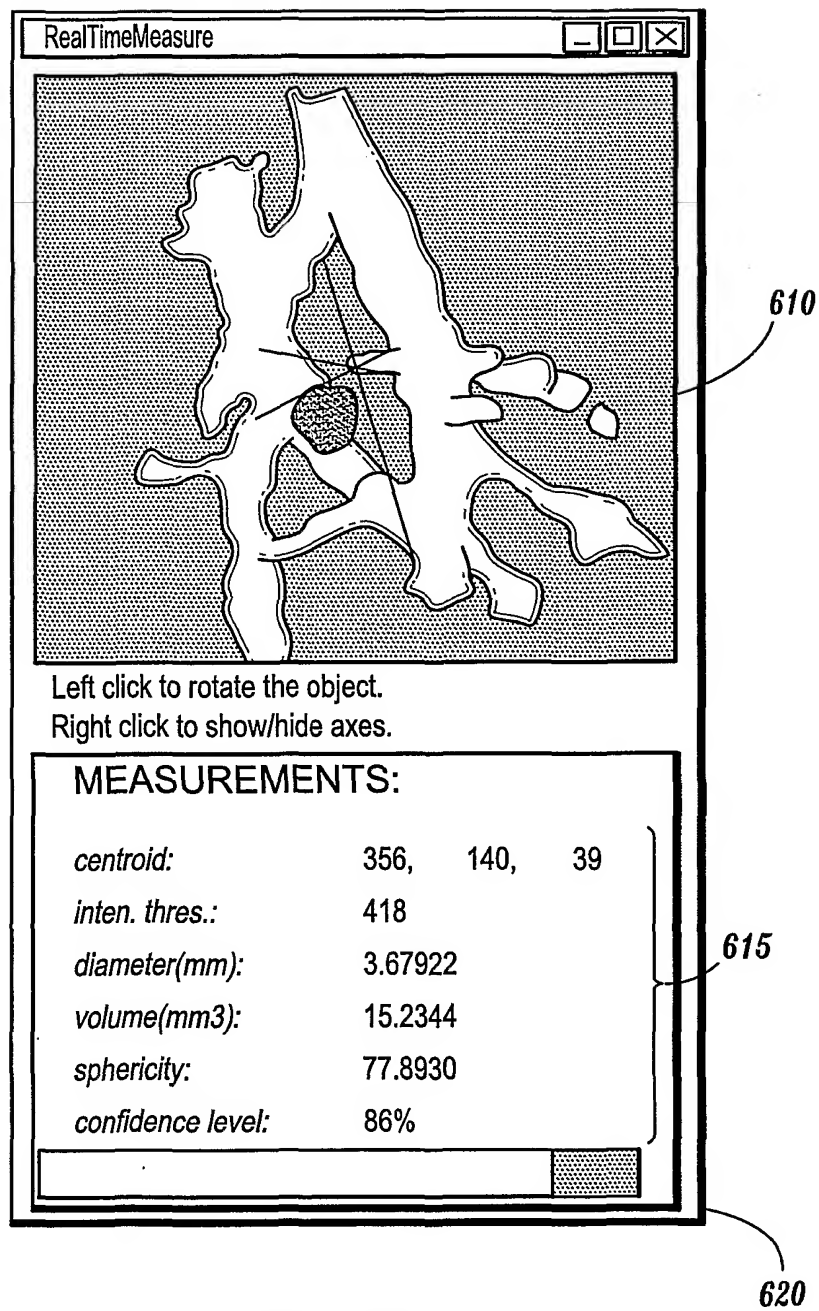 RealTimeMeasure
610
Left click to rotate the object.
Right click to show/hide axes.
MEASUREMENTS:
centroid: 356, 140, 39
inten. thres.: 418
diameter(mm): 3.67922
volume(mm3): 15.2344
sphericity: 77.8930
confidence level: 86%
615
620